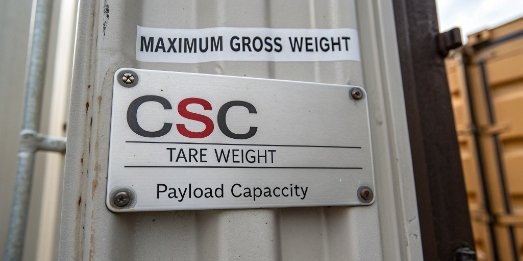 MAXIMUM GROSS WEIGHT
CSC
TARE WEIGHT
Payload Capaccity